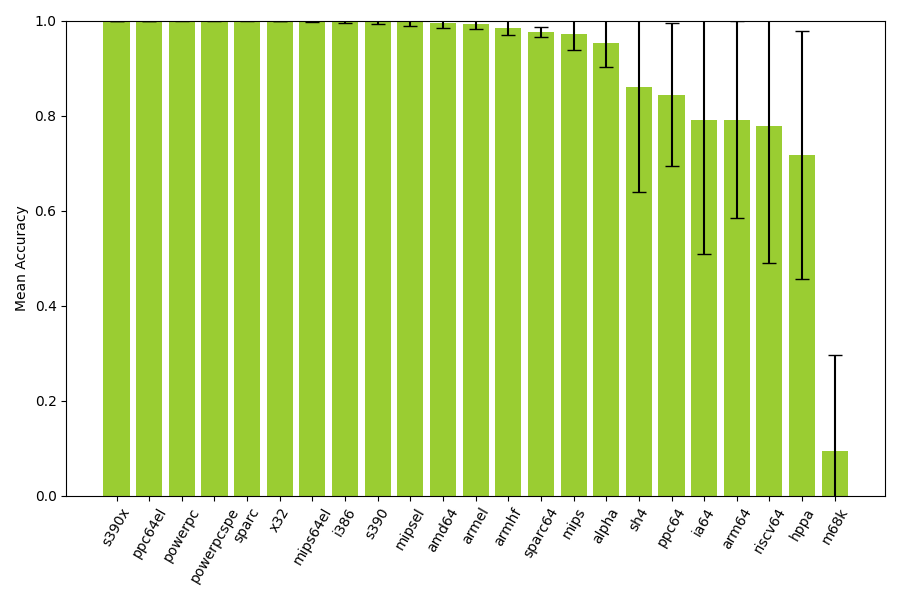 1.0
0.8
0.6
0.4
0.2
0.0
Mean Accuracy
s390x
ppc64el
powerpc
powerpcspe
sparc
x32
mips64el
i386
s390
mipsel
amd64
armel
armhf
sparc64
mips
alpha
sh4
ppc64
ia64
arm64
riscv64
hppa
m68k